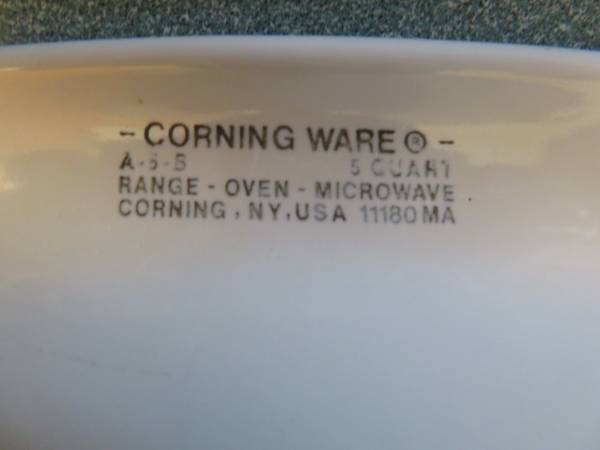 - CORNING WARE ® -
A-5-B 5 QUART
RANGE - OVEN - MICROWAVE
CORNING, NY, USA 11180 MA